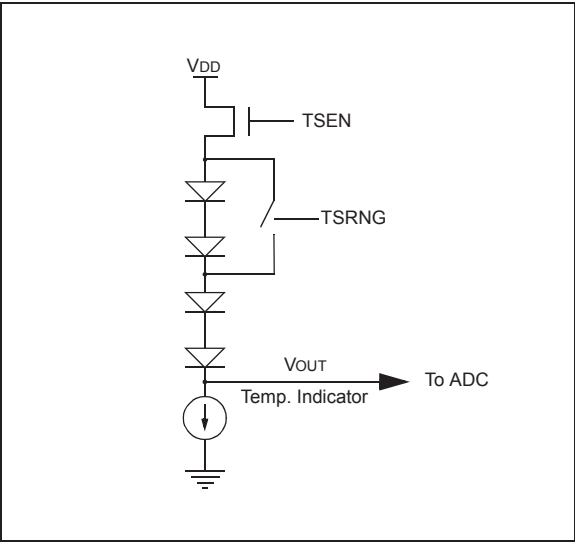 VDD
TSEN
TSRNG
VOUT
To ADC
Temp. Indicator